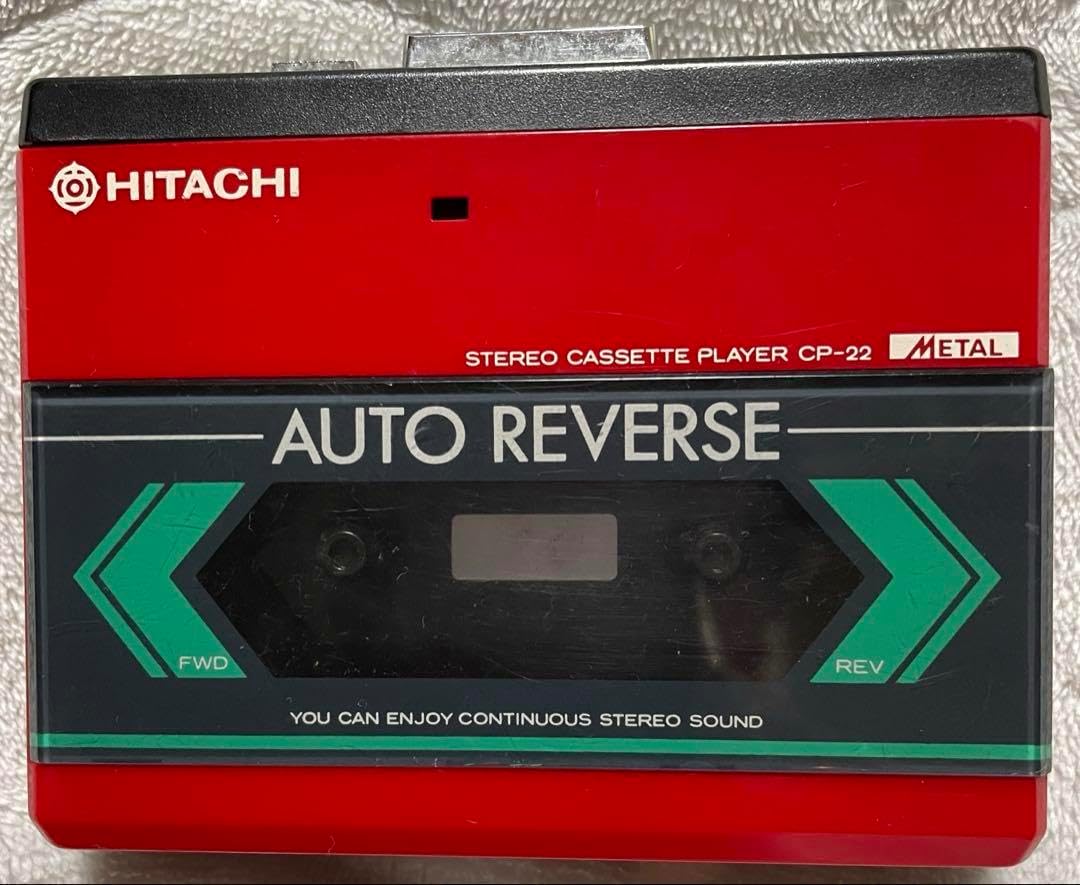 HITACHI
STEREO CASSETTE PLAYER CP-22 METAL
AUTO REVERSE
FWD
REV
YOU CAN ENJOY CONTINUOUS STEREO SOUND